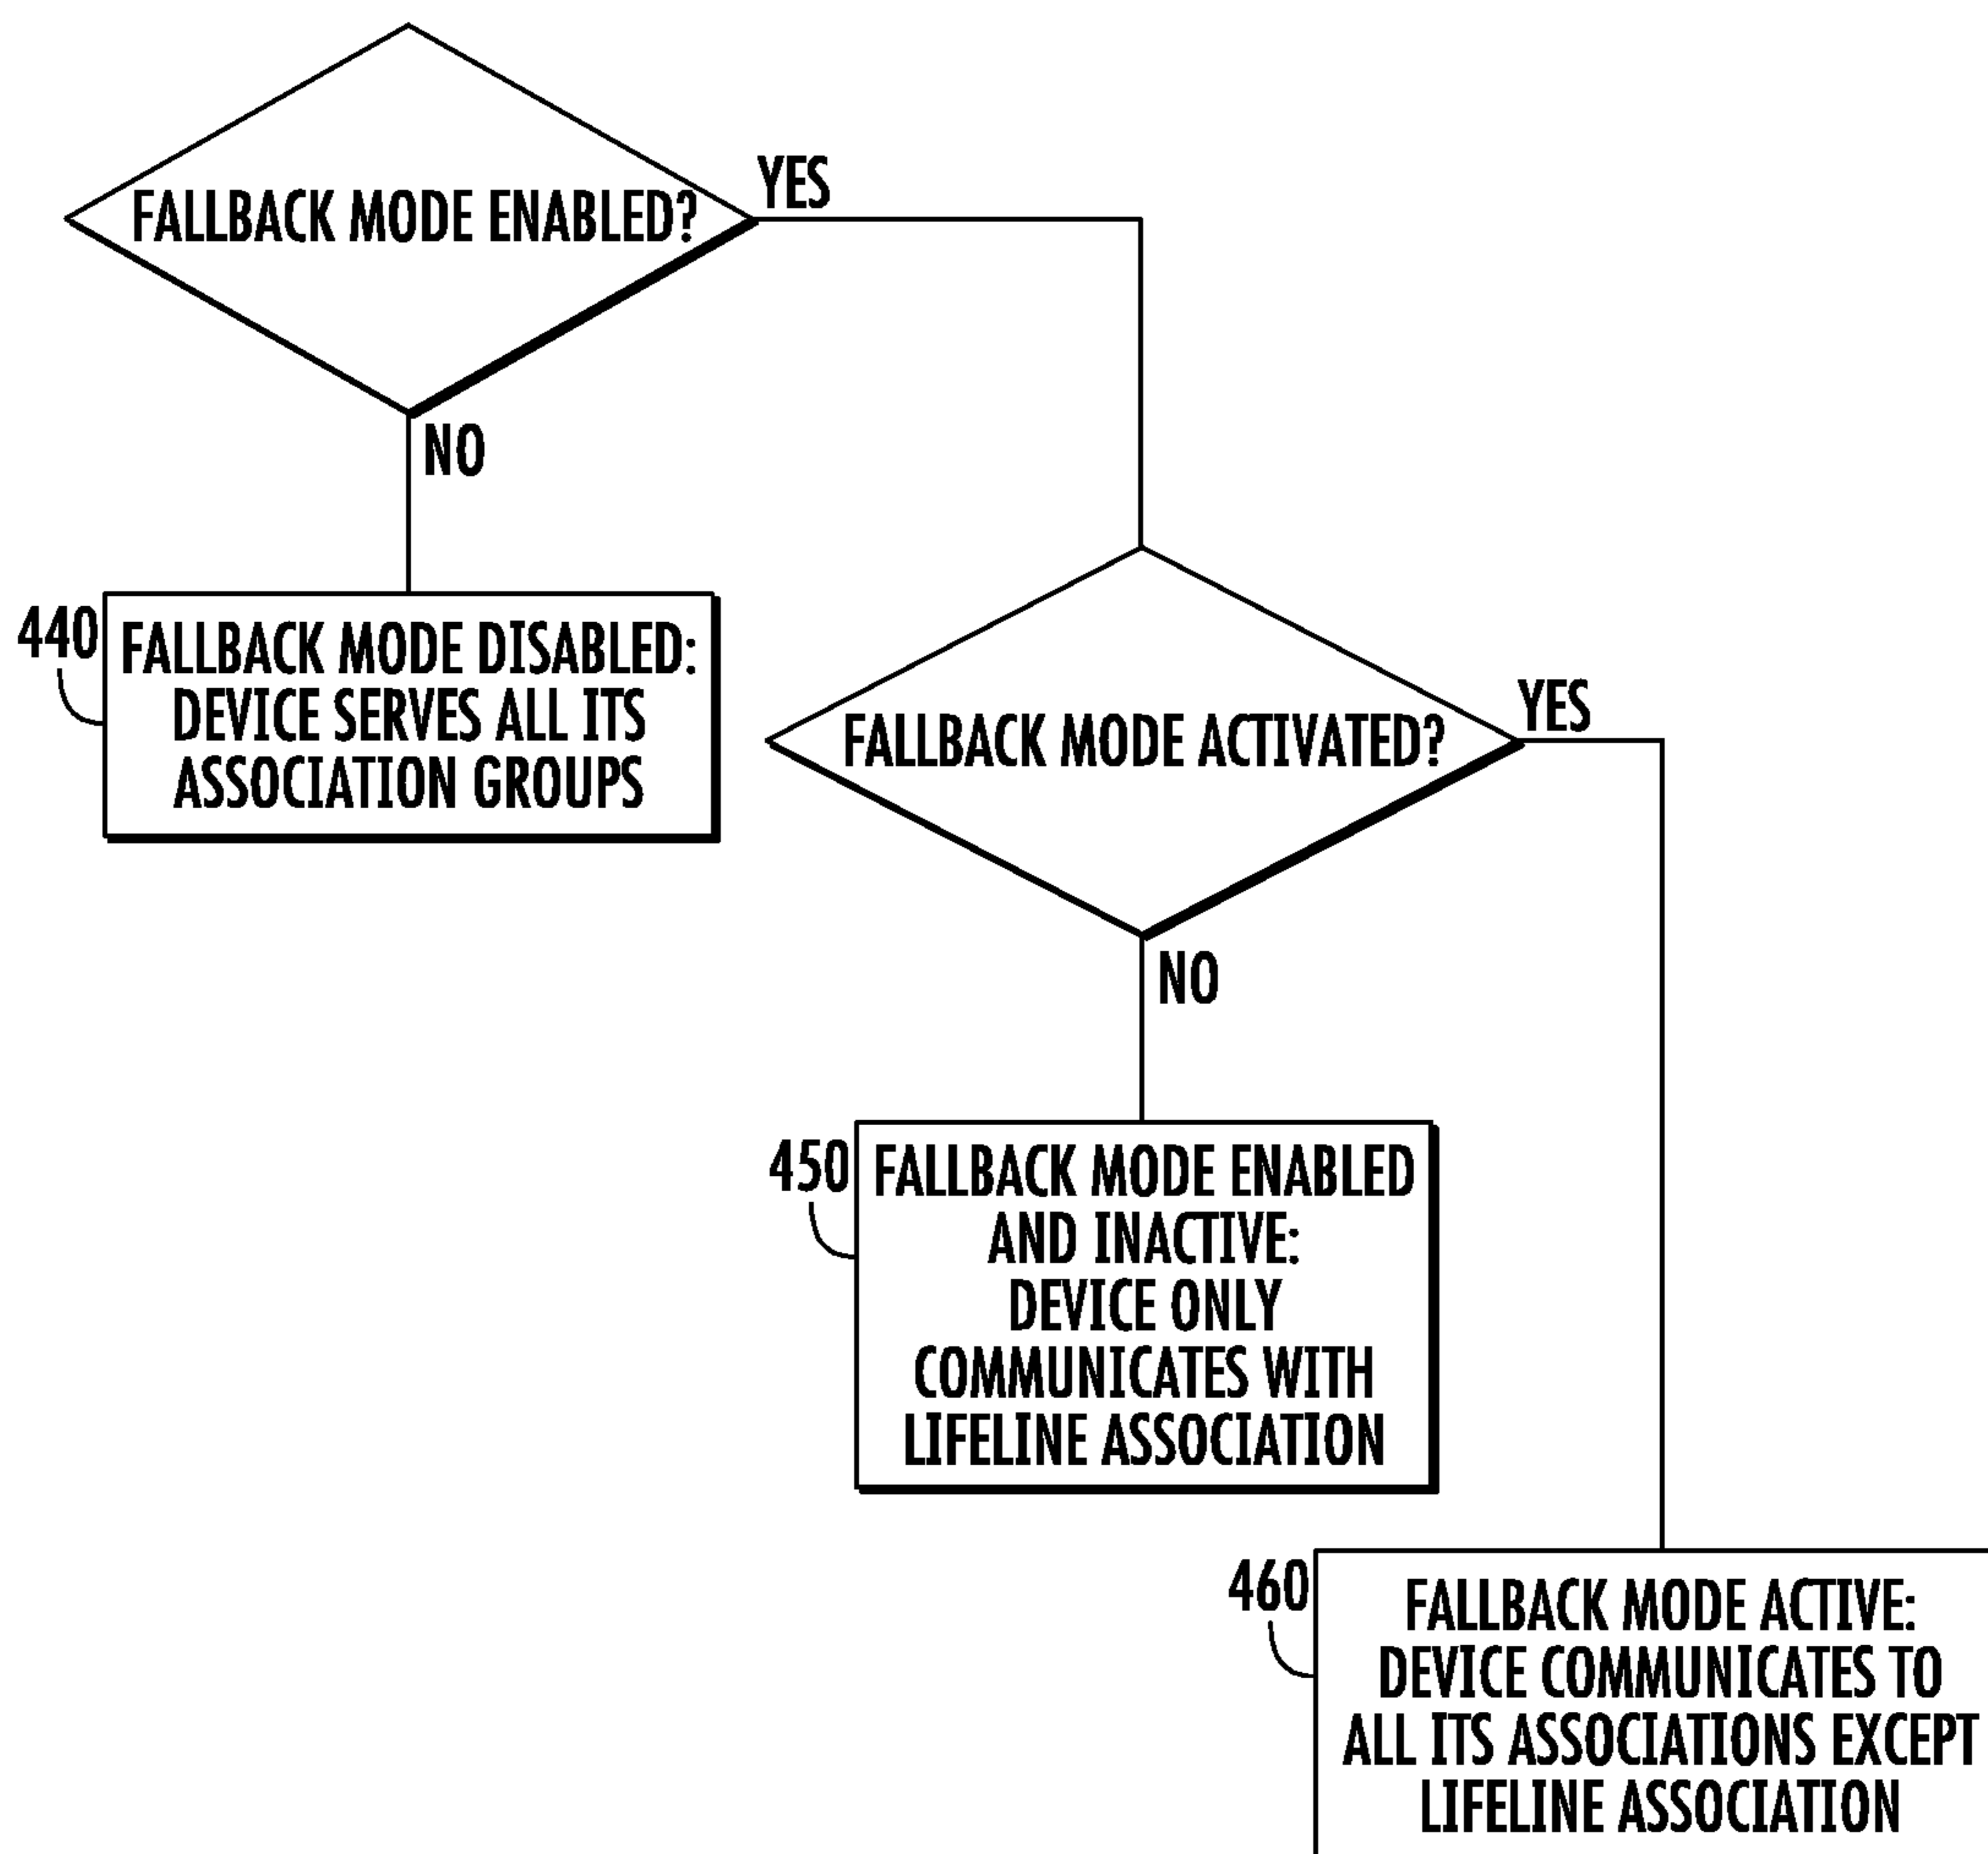 FALLBACK MODE ENABLED?
YES
NO
440
FALLBACK MODE DISABLED:
DEVICE SERVES ALL ITS
ASSOCIATION GROUPS
FALLBACK MODE ACTIVATED?
YES
NO
450
FALLBACK MODE ENABLED
AND INACTIVE:
DEVICE ONLY
COMMUNICATES WITH
LIFELINE ASSOCIATION
460
FALLBACK MODE ACTIVE:
DEVICE COMMUNICATES TO
ALL ITS ASSOCIATIONS EXCEPT
LIFELINE ASSOCIATION